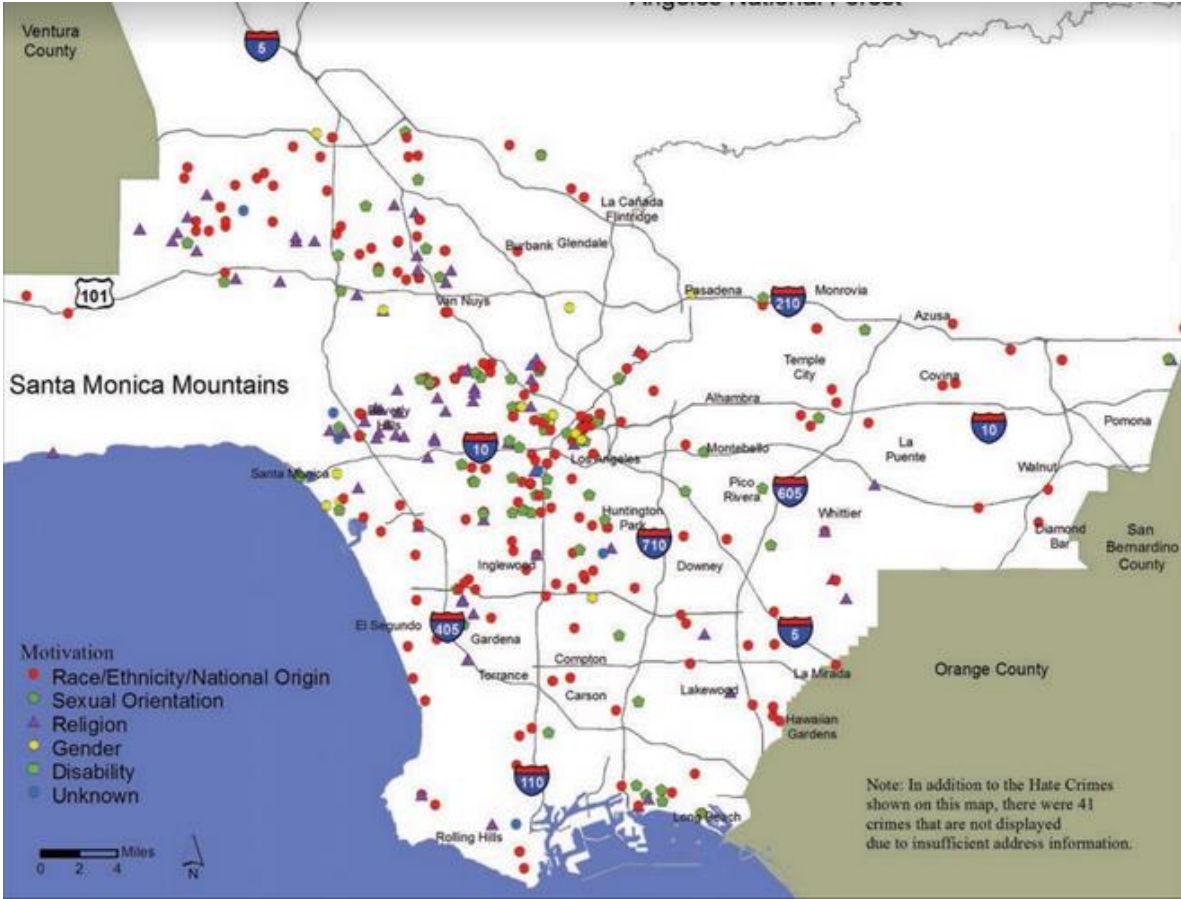 Angeles National Forest
Ventura
County
5
La Cañada
Flintridge
Burbank Glendale
101
Van Nuys
Pasadena
210
Monrovia
Azusa
Santa Monica Mountains
Temple
City
Covina
Beverly
Hills
Alhambra
10
Pomona
10
Los Angeles
Montebello
La
Puente
Santa Monica
Walnut
Pico
Rivera
605
Huntington
Park
Whittier
Diamond
Bar
San
Bernardino
County
710
Inglewood
Downey
El Segundo
405
Gardena
5
Motivation
Race/Ethnicity/National Origin
Sexual Orientation
Religion
Gender
Disability
Unknown
Compton
Torrance
La Mirada
Orange County
Carson
Lakewood
Hawaiian
Gardens
110
Note: In addition to the Hate Crimes
shown on this map, there were 41
crimes that are not displayed
due to insufficient address information.
Long Beach
Rolling Hills
Miles
0 2 4
N